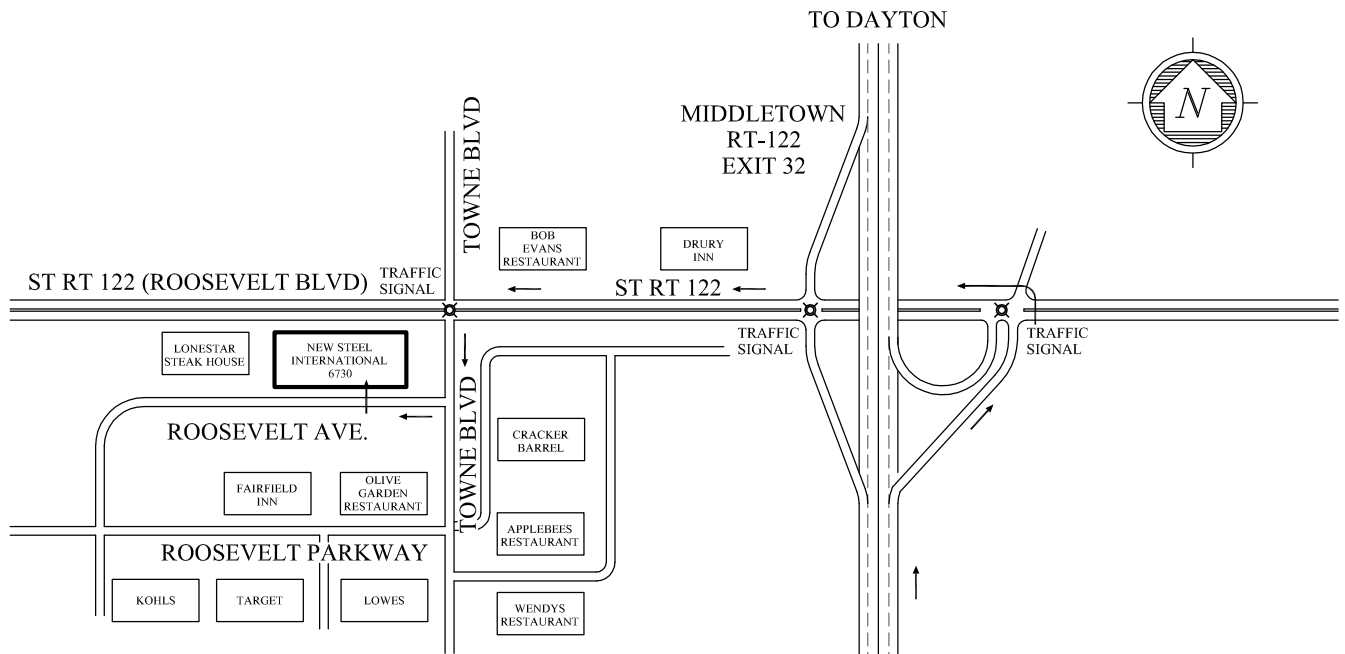 TO DAYTON
MIDDLETOWN
RT-122
EXIT 32
N
TOWNE BLVD
BOB
EVANS
RESTAURANT
DRURY
INN
ST RT 122 (ROOSEVELT BLVD)
TRAFFIC
SIGNAL
ST RT 122
TRAFFIC
SIGNAL
TRAFFIC
SIGNAL
LONESTAR
STEAK HOUSE
NEW STEEL
INTERNATIONAL
6730
TOWNE BLVD
ROOSEVELT AVE.
CRACKER
BARREL
FAIRFIELD
INN
OLIVE
GARDEN
RESTAURANT
APPLEBEES
RESTAURANT
ROOSEVELT PARKWAY
KOHLS
TARGET
LOWES
WENDYS
RESTAURANT